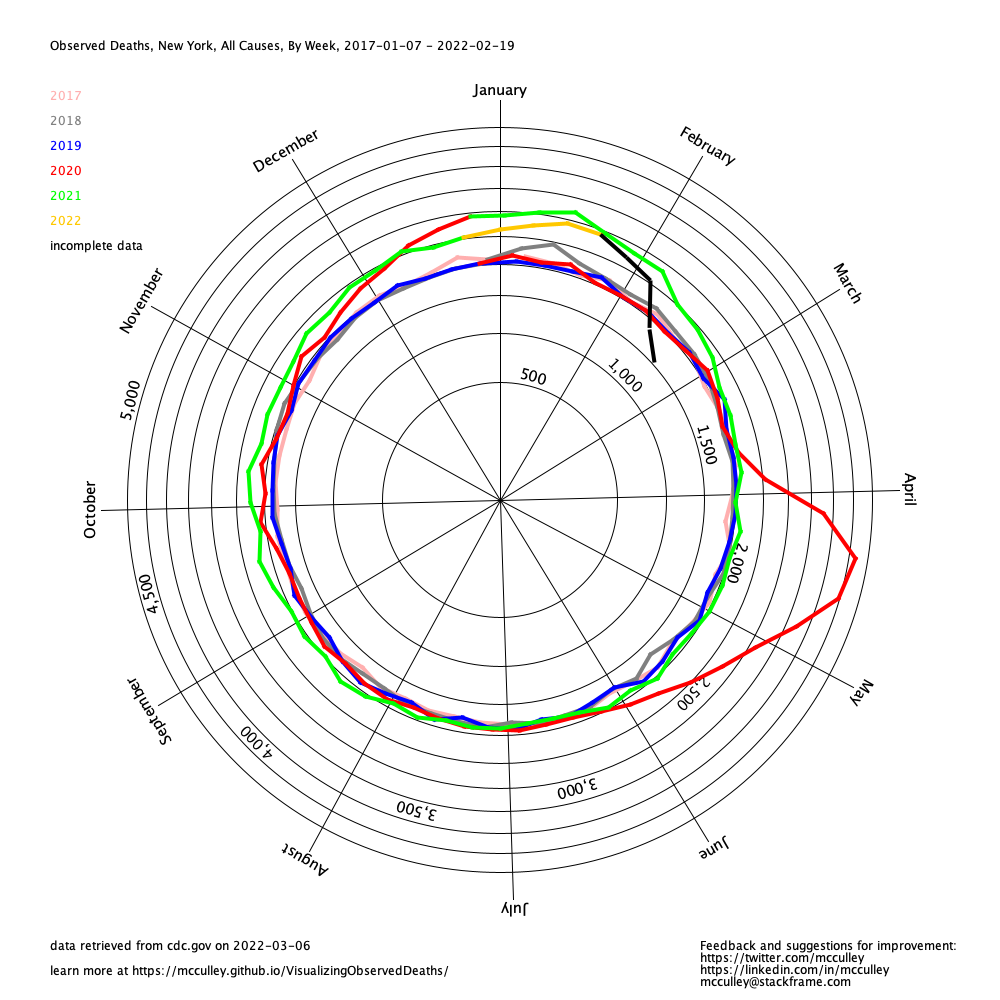 Observed Deaths, New York, All Causes, By Week, 2017-01-07 - 2022-02-19
2017
2018
2019
2020
2021
2022
incomplete data
January
February
March
April
May
June
July
August
September
October
November
December
500
1,000
1,500
2,000
2,500
3,000
3,500
4,000
4,500
5,000
data retrieved from cdc.gov on 2022-03-06
learn more at https://mcculley.github.io/VisualizingObservedDeaths/
Feedback and suggestions for improvement:
https://twitter.com/mcculley
https://linkedin.com/in/mcculley
mcculley@stackframe.com